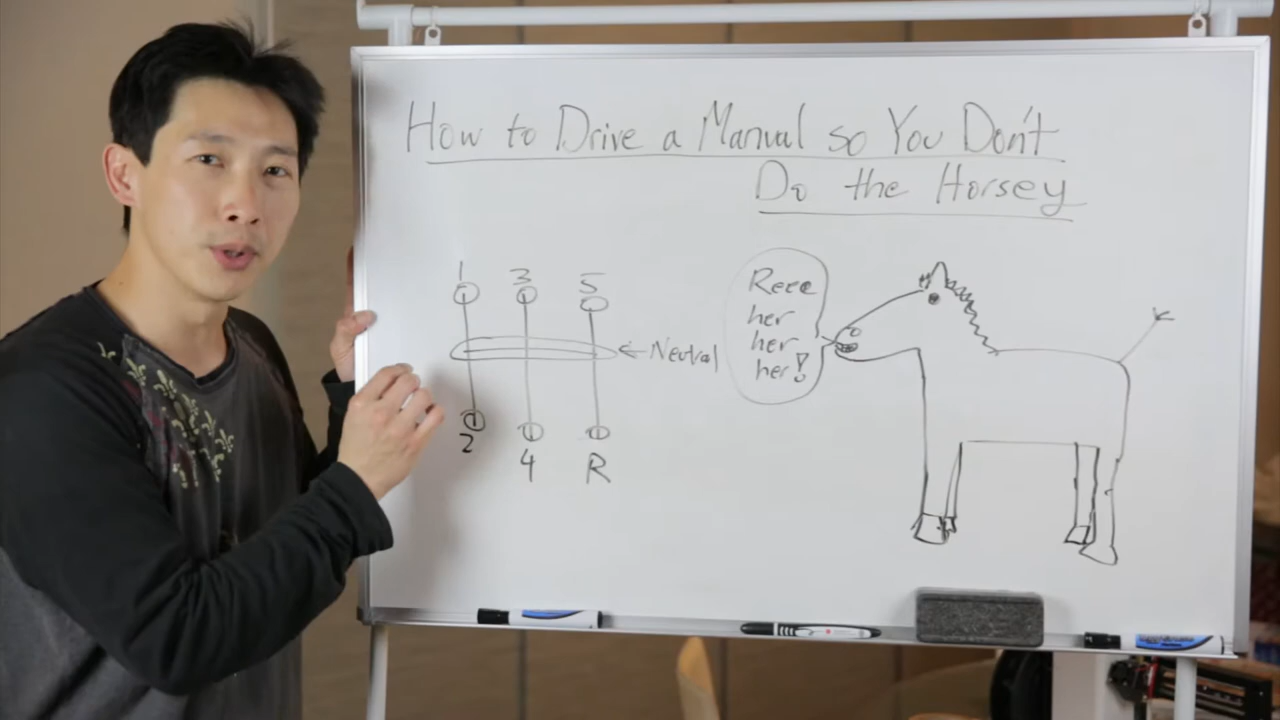 How to Drive a Manual so You Don't
Do the Horsey
1 3 5
Neutral
2 4 R
Reee
her
her
her!